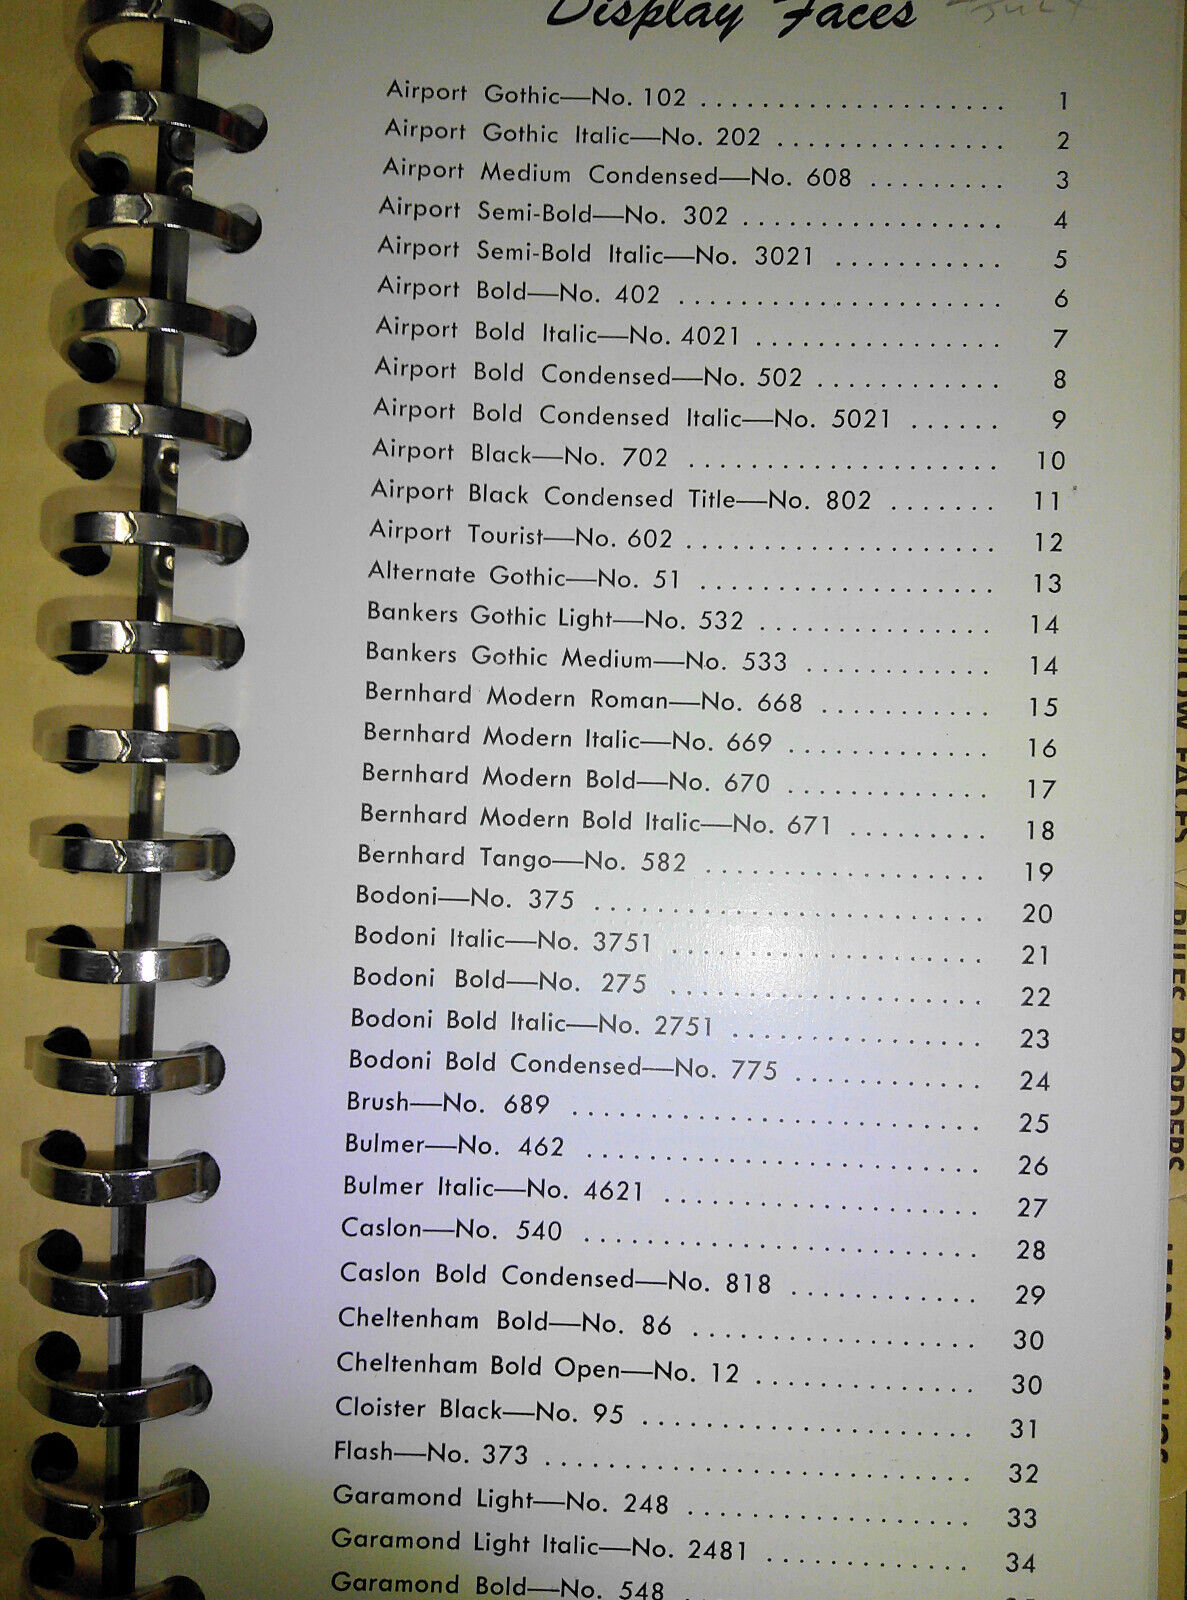 Display Faces
Airport Gothic—No. 102 .................... 1
Airport Gothic Italic—No. 202 ............... 2
Airport Medium Condensed—No. 608 ......... 3
Airport Semi-Bold—No. 302 ................. 4
Airport Semi-Bold Italic—No. 3021 ........... 5
Airport Bold—No. 402 ..................... 6
Airport Bold Italic—No. 4021 ................ 7
Airport Bold Condensed—No. 502 ............ 8
Airport Bold Condensed Italic—No. 5021 ...... 9
Airport Black—No. 702 .................... 10
Airport Black Condensed Title—No. 802 ....... 11
Airport Tourist—No. 602 .................... 12
Alternate Gothic—No. 51 ................... 13
Bankers Gothic Light—No. 532 ............... 14
Bankers Gothic Medium—No. 533 ............ 14
Bernhard Modern Roman—No. 668 ........... 15
Bernhard Modern Italic—No. 669 ............. 16
Bernhard Modern Bold—No. 670 ............. 17
Bernhard Modern Bold Italic—No. 671 ......... 18
Bernhard Tango—No. 582 .................. 19
Bodoni—No. 375 ......................... 20
Bodoni Italic—No. 3751 .................... 21
Bodoni Bold—No. 275 .................... 22
Bodoni Bold Italic—No. 2751 ................ 23
Bodoni Bold Condensed—No. 775 ............ 24
Brush—No. 689 .......................... 25
Bulmer—No. 462 ......................... 26
Bulmer Italic—No. 4621 .................... 27
Caslon—No. 540 ......................... 28
Caslon Bold Condensed—No. 818 ............ 29
Cheltenham Bold—No. 86 .................. 30
Cheltenham Bold Open—No. 12 .............. 30
Cloister Black—No. 95 ..................... 31
Flash—No. 373 ........................... 32
Garamond Light—No. 248 .................. 33
Garamond Light Italic—No. 2481 ............. 34
Garamond Bold—No. 548
LUDLOW FACES
RULES BORDERS